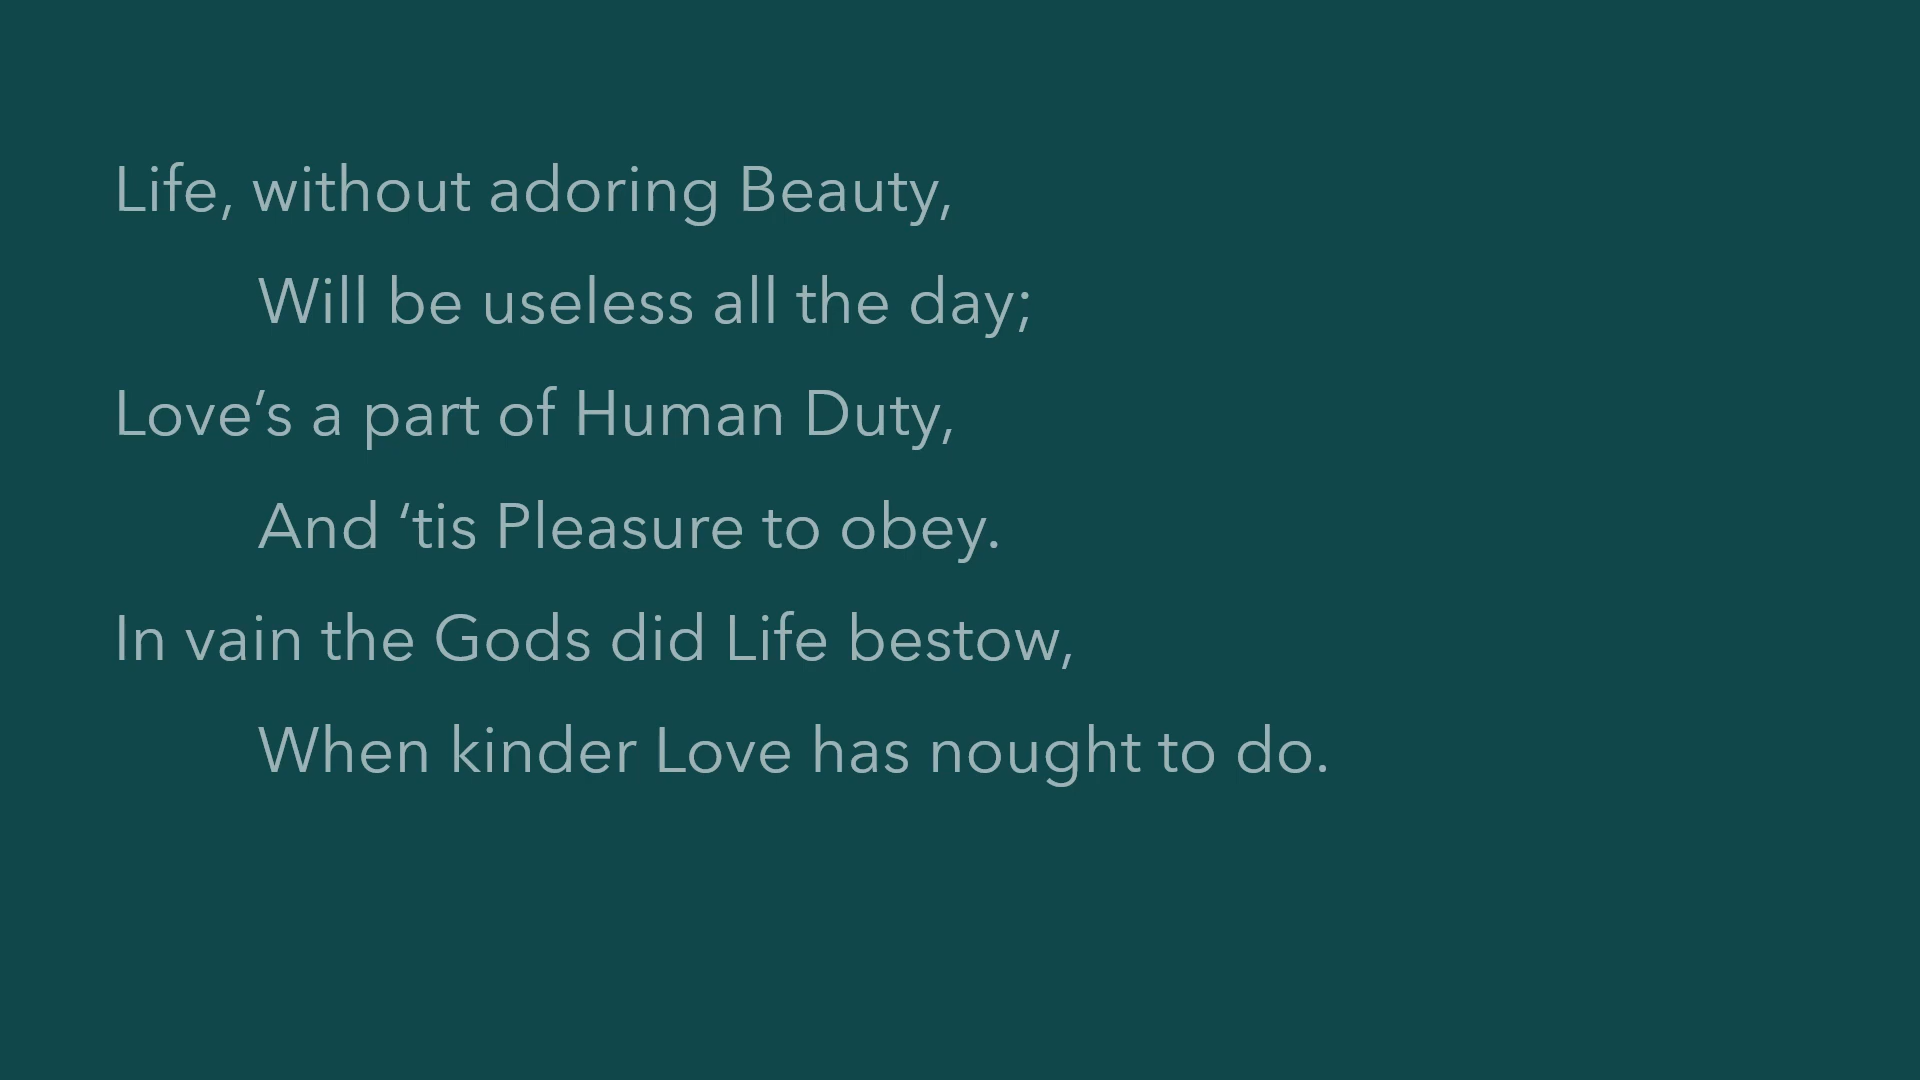 Life, without adoring Beauty,
Will be useless all the day;
Love’s a part of Human Duty,
And ‘tis Pleasure to obey.
In vain the Gods did Life bestow,
When kinder Love has nought to do.